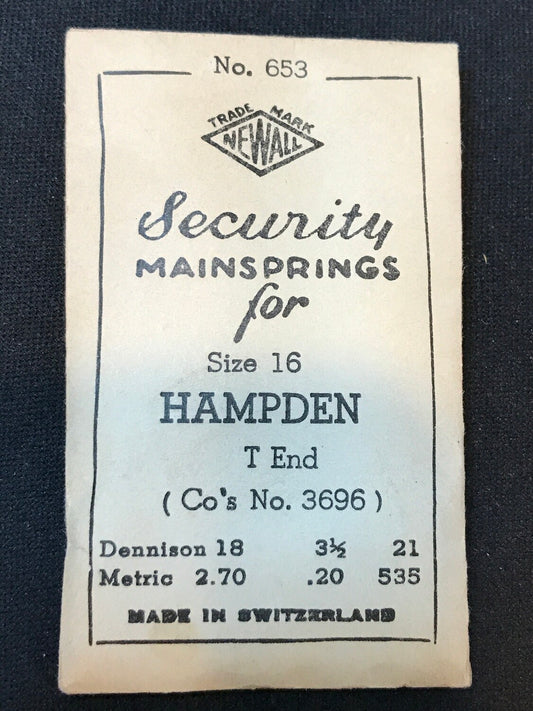 No. 653
TRADE MARK
NEWALL
Security
MAINSPRINGS
for
Size 16
HAMPDEN
T End
( Co's No. 3696 )
Dennison 18 3½ 21
Metric 2.70 .20 535
MADE IN SWITZERLAND